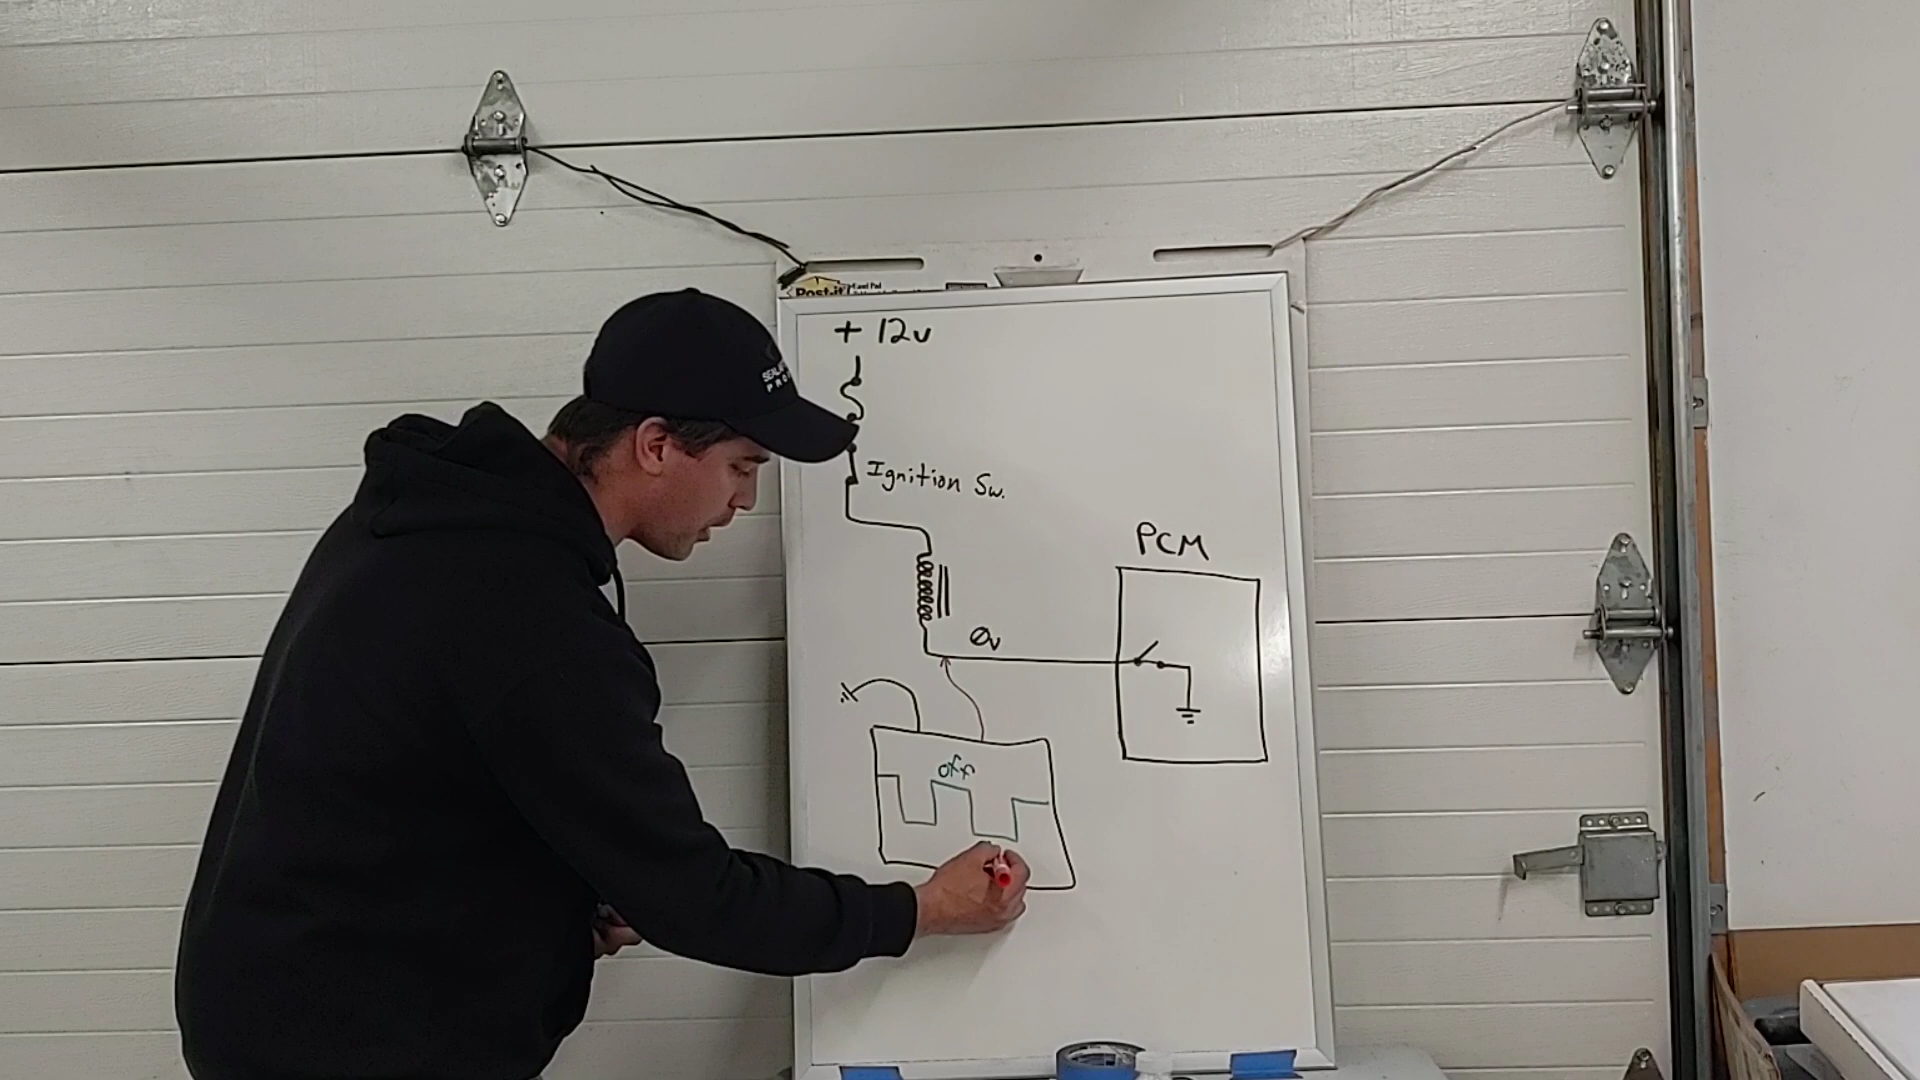 Post-it
+ 12v
Ignition Sw.
PCM
0v
off